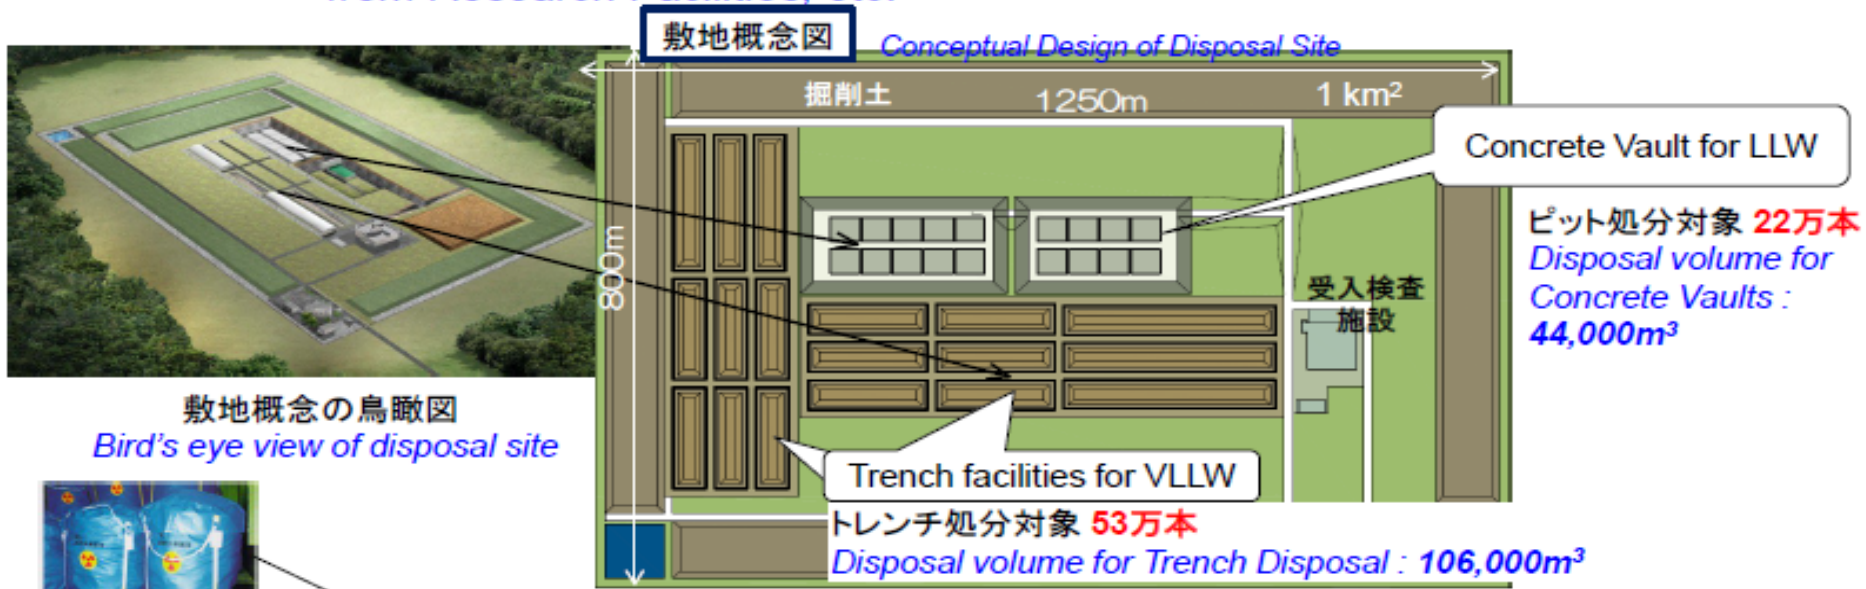 敷地概念図
Conceptual Design of Disposal Site
掘削土
1250m
1 km²
Concrete Vault for LLW
800m
ピット処分対象 22万本
Disposal volume for
Concrete Vaults :
44,000m³
受入検査
施設
敷地概念の鳥瞰図
Bird's eye view of disposal site
Trench facilities for VLLW
トレンチ処分対象 53万本
Disposal volume for Trench Disposal : 106,000m³